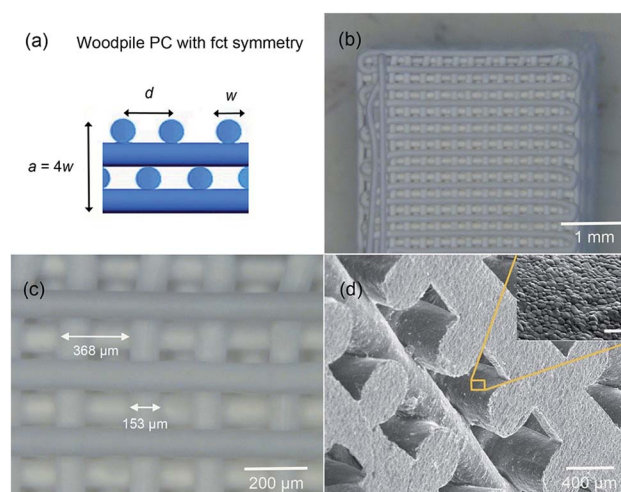 (a) Woodpile PC with fct symmetry
d
w
a = 4w
(b)
1 mm
(c)
368 µm
153 µm
200 µm
(d)
400 µm